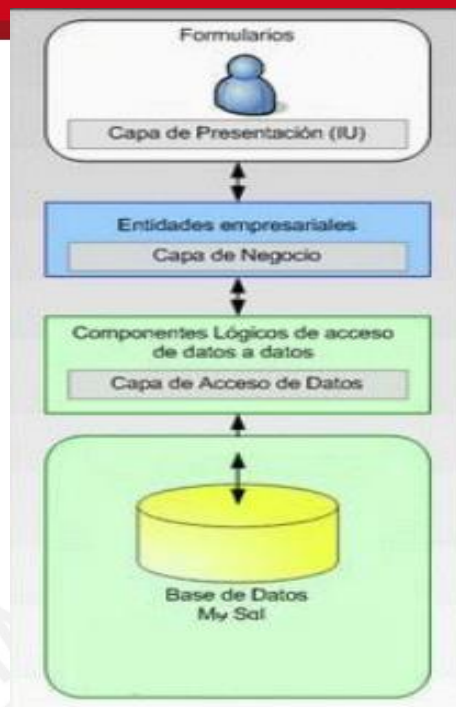 Formularios
Capa de Presentación (IU)
Entidades empresariales
Capa de Negocio
Componentes Lógicos de acceso
de datos a datos
Capa de Acceso de Datos
Base de Datos
My Sql